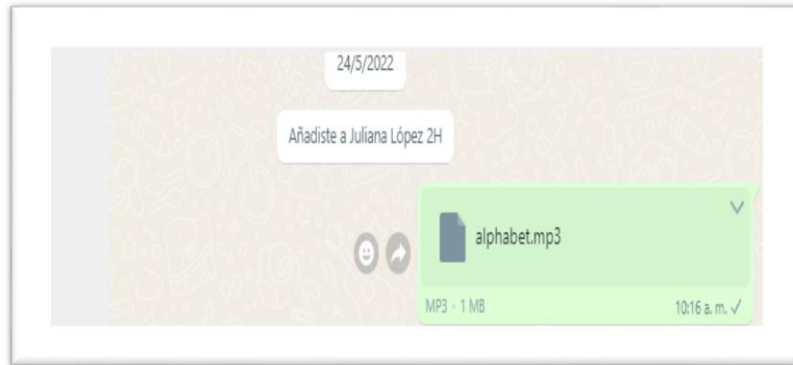 24/5/2022
Añadiste a Juliana López 2H
alphabet.mp3
MP3 • 1 MB
10:16 a. m.